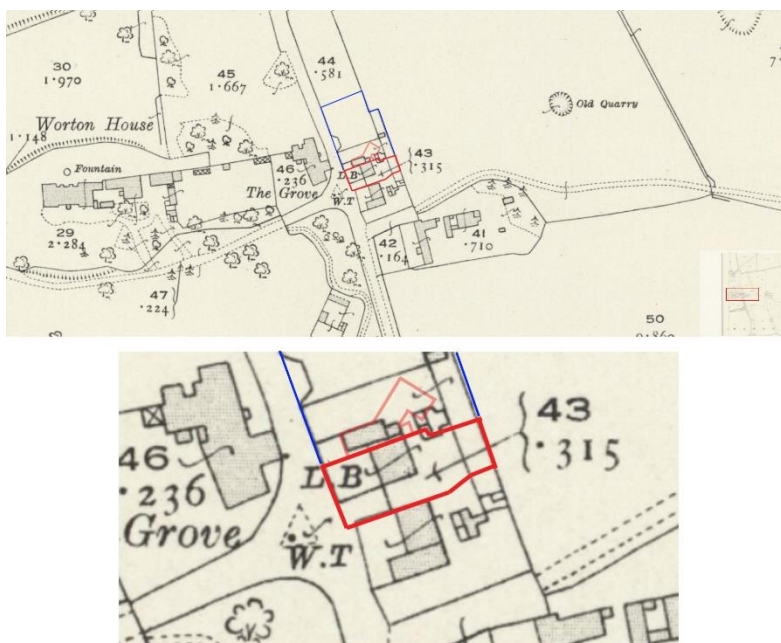 30
1·970
45
1·667
44
·581
Worton House
1·148
Fountain
46
·236
The Grove
L.B
W.T
43
·315
Old Quarry
7·
29
2·284
47
·224
42
·164
41
·710
50
46
·236
Grove
L.B
W.T
43
·315